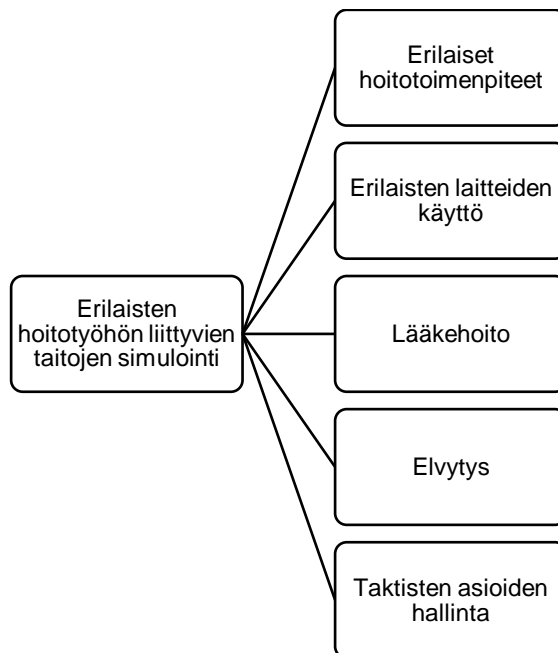 Erilaiset
hoitotoimenpiteet
Erilaisten laitteiden
käyttö
Erilaisten
hoitotyöhön liittyvien
taitojen simulointi
Lääkehoito
Elvytys
Taktisten asioiden
hallinta